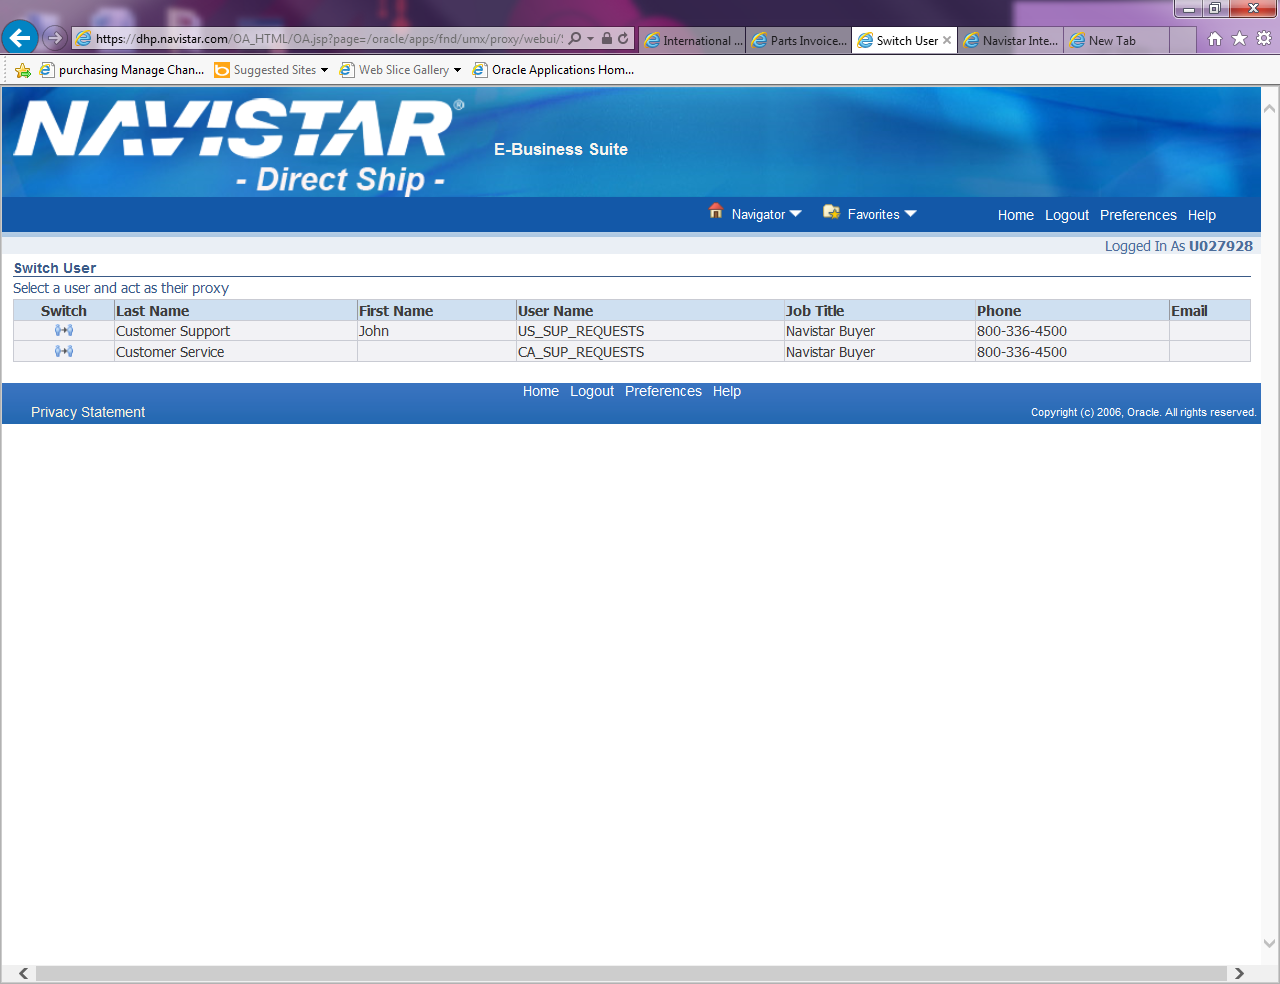 https://dhp.navistar.com/OA_HTML/OA.jsp?page=/oracle/apps/fnd/umx/proxy/webui/
International ...
Parts Invoice...
Switch User
Navistar Inte...
New Tab
purchasing Manage Chan...
Suggested Sites
Web Slice Gallery
Oracle Applications Hom...
NAVISTAR®
- Direct Ship -
E-Business Suite
Navigator
Favorites
Home Logout Preferences Help
Logged In As U027928
Switch User
Select a user and act as their proxy
Switch Last Name First Name User Name Job Title Phone Email
Customer Support John US_SUP_REQUESTS Navistar Buyer 800-336-4500
Customer Service CA_SUP_REQUESTS Navistar Buyer 800-336-4500
Home Logout Preferences Help
Privacy Statement
Copyright (c) 2006, Oracle. All rights reserved.